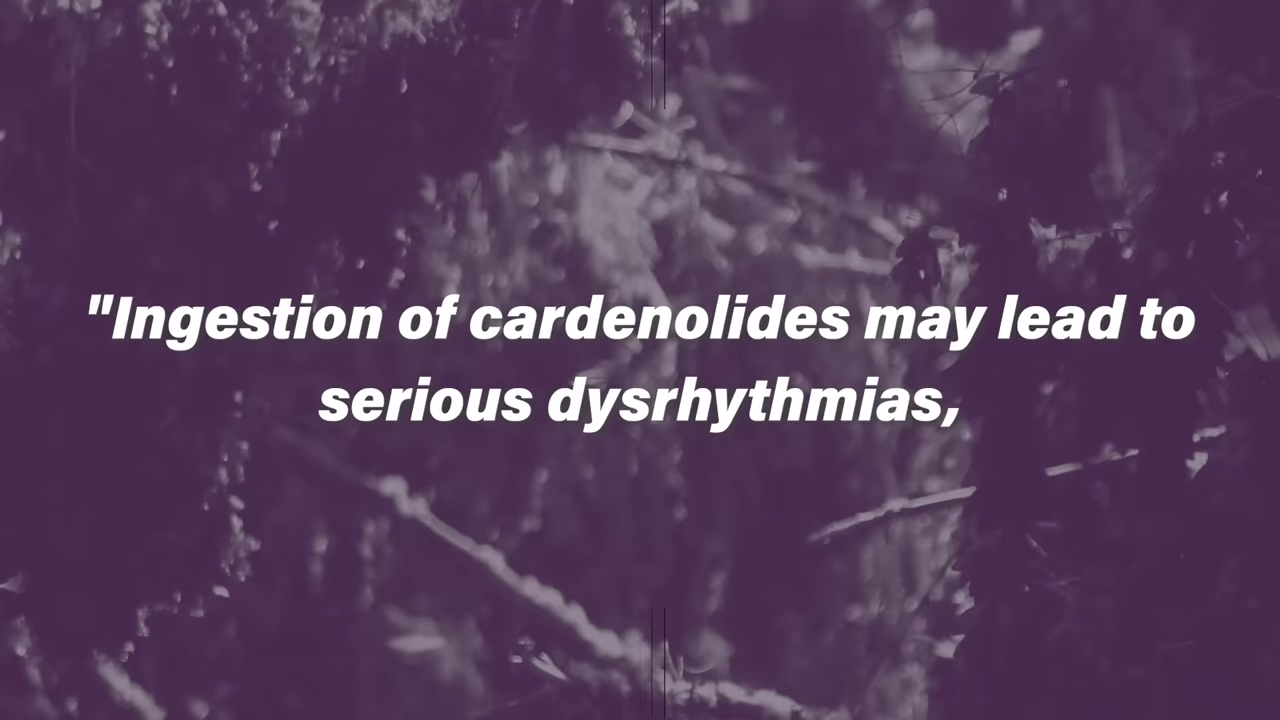 "Ingestion of cardenolides may lead to
serious dysrhythmias,